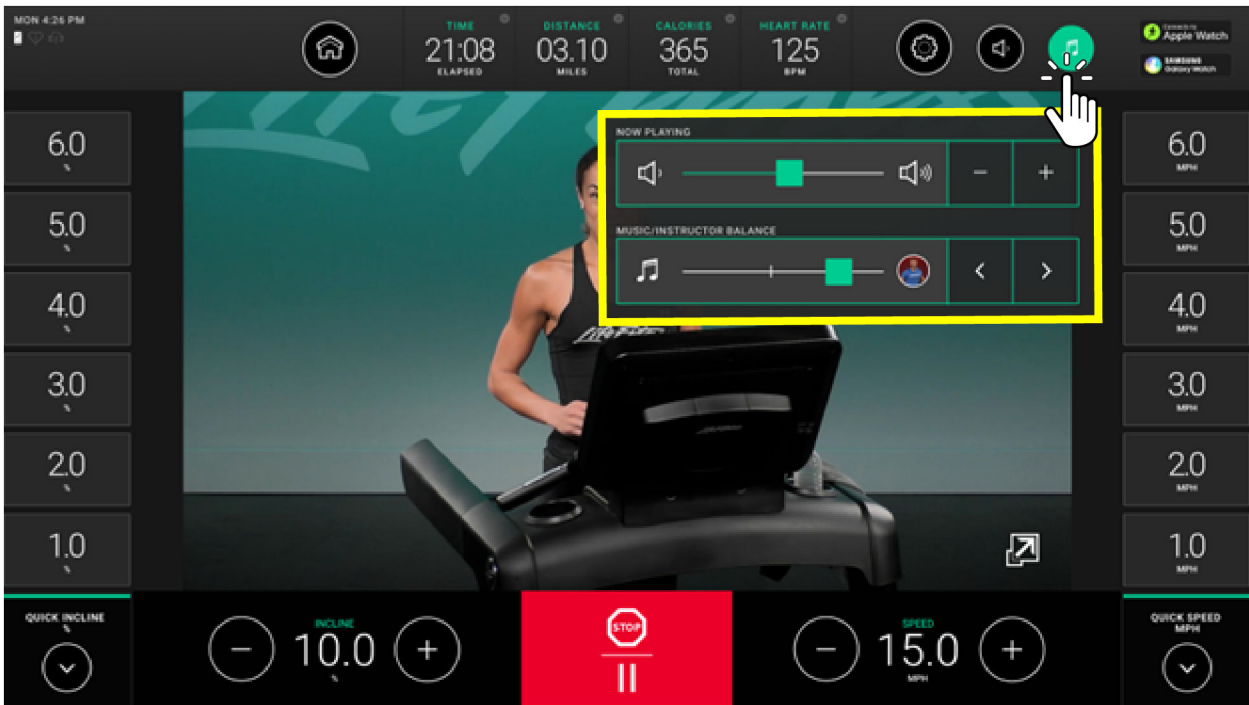 MON 4:26 PM
TIME
21:08
ELAPSED
DISTANCE
03.10
MILES
CALORIES
365
TOTAL
HEART RATE
125
BPM
Connects to
Apple Watch
SAMSUNG
Galaxy Watch
6.0
%
5.0
%
4.0
%
3.0
%
2.0
%
1.0
%
QUICK INCLINE
%
NOW PLAYING
MUSIC/INSTRUCTOR BALANCE
6.0
MPH
5.0
MPH
4.0
MPH
3.0
MPH
2.0
MPH
1.0
MPH
QUICK SPEED
MPH
INCLINE
10.0
%
STOP
SPEED
15.0
MPH